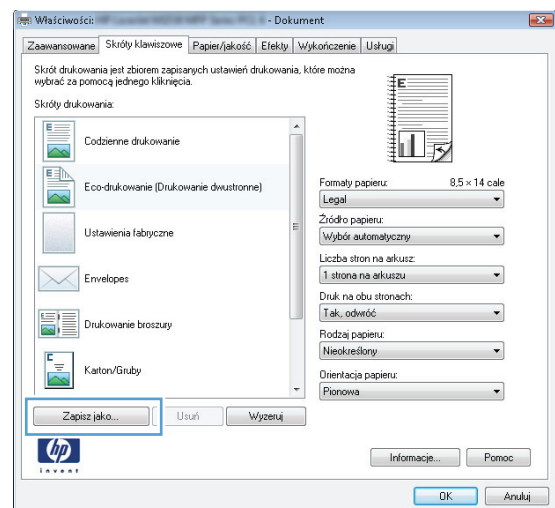 Właściwości: - Dokument
Zaawansowane Skróty klawiszowe Papier/jakość Efekty Wykończenie Usługi
Skrót drukowania jest zbiorem zapisanych ustawień drukowania, które można
wybrać za pomocą jednego kliknięcia.
Skróty drukowania:
Codzienne drukowanie
Eco-drukowanie (Drukowanie dwustronne)
Ustawienia fabryczne
Envelopes
Drukowanie broszury
Karton/Gruby
Zapisz jako...
Usuń
Wyzeruj
E
Formaty papieru: 8,5 × 14 cale
Legal
Źródło papieru:
Wybór automatyczny
Liczba stron na arkusz:
1 strona na arkuszu
Druk na obu stronach:
Tak, odwróć
Rodzaj papieru:
Nieokreślony
Orientacja papieru:
Pionowa
hp
invent
Informacje...
Pomoc
OK
Anuluj